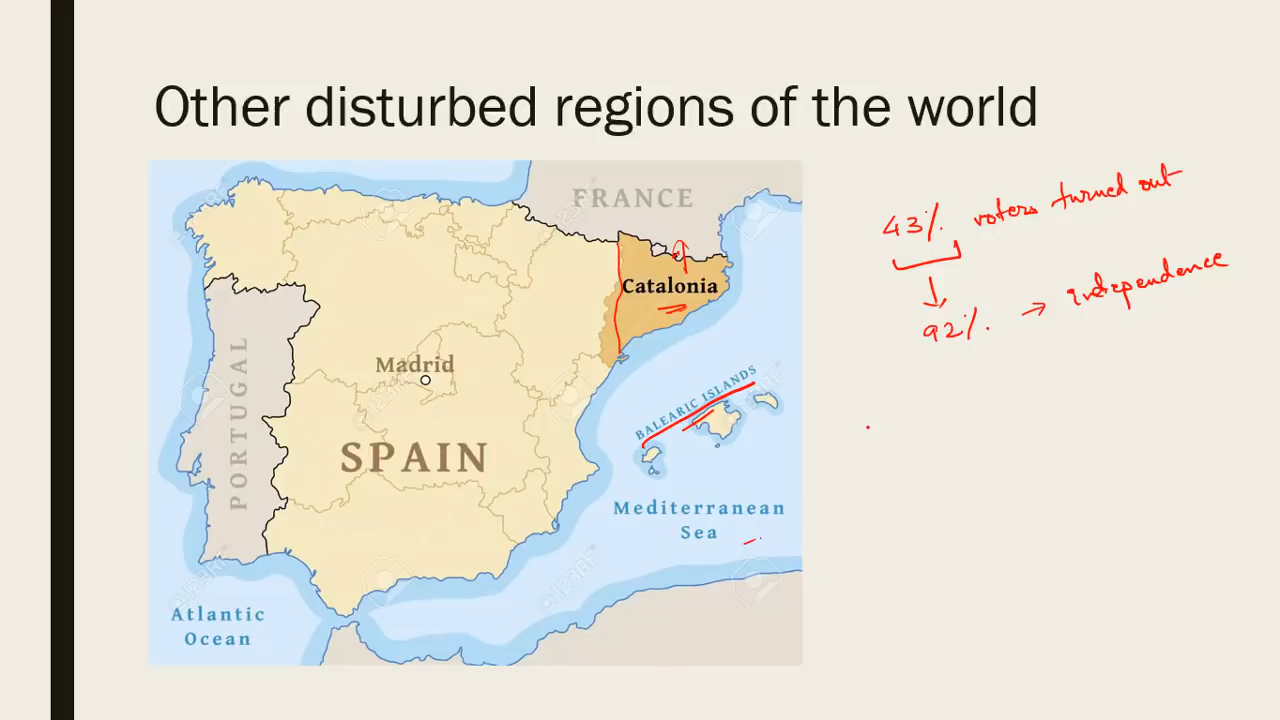 Other disturbed regions of the world
FRANCE
43% voters turned out
Catalonia
92% → independence
Madrid
PORTUGAL
BALEARIC ISLANDS
SPAIN
Mediterranean
Sea
Atlantic
Ocean
123RF